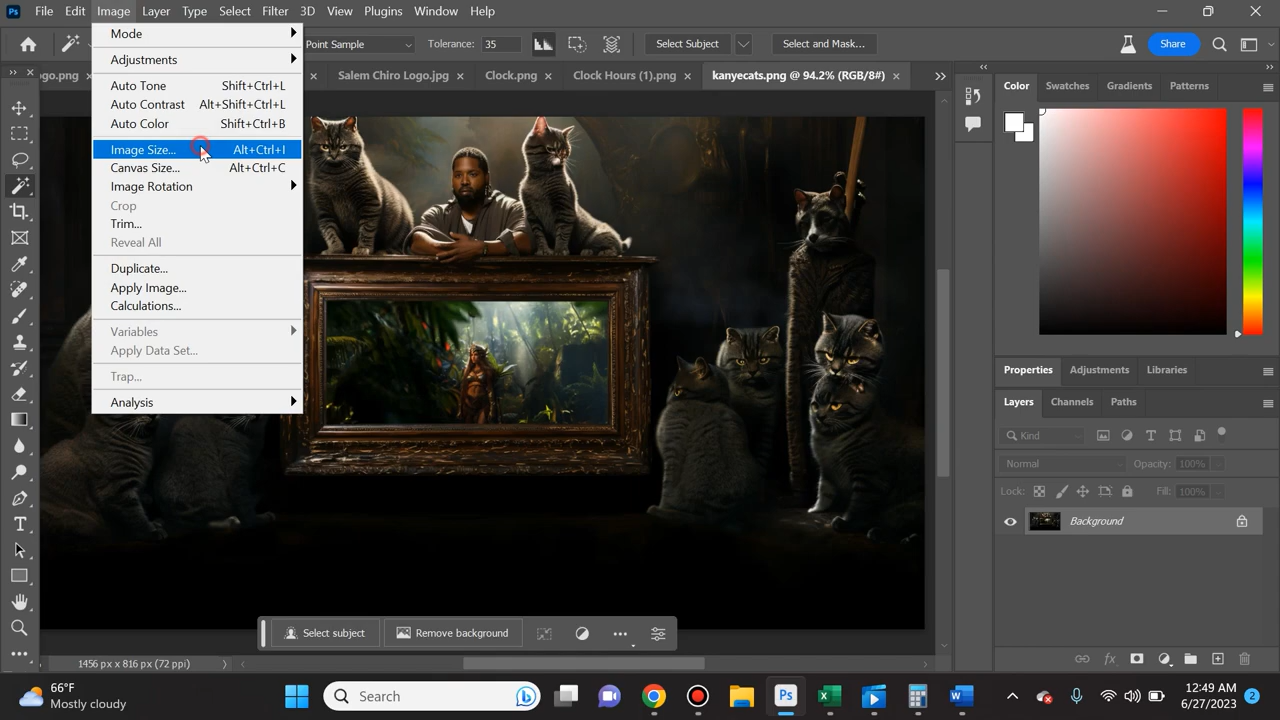 Ps File Edit Image Layer Type Select Filter 3D View Plugins Window Help
Point Sample Tolerance: 35 Select Subject Select and Mask... Share
Salem Chiro Logo.jpg × Clock.png × Clock Hours (1).png × kanyecats.png @ 94.2% (RGB/8#) ×
Mode
Adjustments
Auto Tone Shift+Ctrl+L
Auto Contrast Alt+Shift+Ctrl+L
Auto Color Shift+Ctrl+B
Image Size... Alt+Ctrl+I
Canvas Size... Alt+Ctrl+C
Image Rotation
Crop
Trim...
Reveal All
Duplicate...
Apply Image...
Calculations...
Variables
Apply Data Set...
Trap...
Analysis
Color Swatches Gradients Patterns
Properties Adjustments Libraries
Layers Channels Paths
Kind
Normal Opacity: 100%
Lock: Fill: 100%
Background
Select subject Remove background
1456 px x 816 px (72 ppi)
66°F
Mostly cloudy
Search
12:49 AM
6/27/2023
2